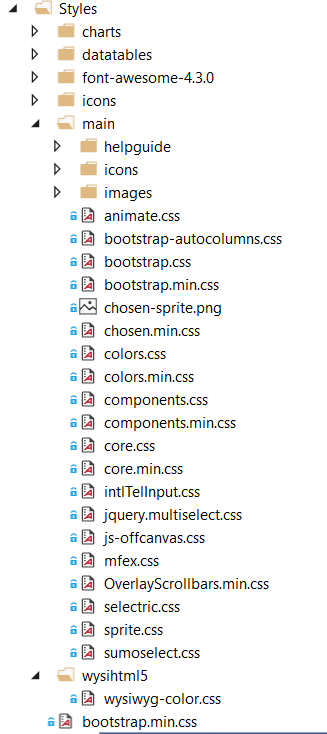 Styles
charts
datatables
font-awesome-4.3.0
icons
main
helpguide
icons
images
animate.css
bootstrap-autocolumns.css
bootstrap.css
bootstrap.min.css
chosen-sprite.png
chosen.min.css
colors.css
colors.min.css
components.css
components.min.css
core.css
core.min.css
intlTelInput.css
jquery.multiselect.css
js-offcanvas.css
mfex.css
OverlayScrollbars.min.css
selectric.css
sprite.css
sumoselect.css
wysihtml5
wysiwyg-color.css
bootstrap.min.css